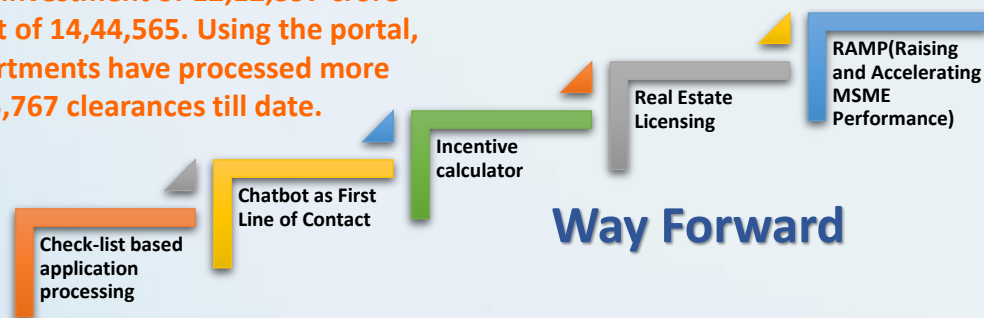 t of 14,44,565. Using the portal,
rtments have processed more
,767 clearances till date.
Check-list based
application
processing
Chatbot as First
Line of Contact
Incentive
calculator
Real Estate
Licensing
RAMP(Raising
and Accelerating
MSME
Performance)
Way Forward